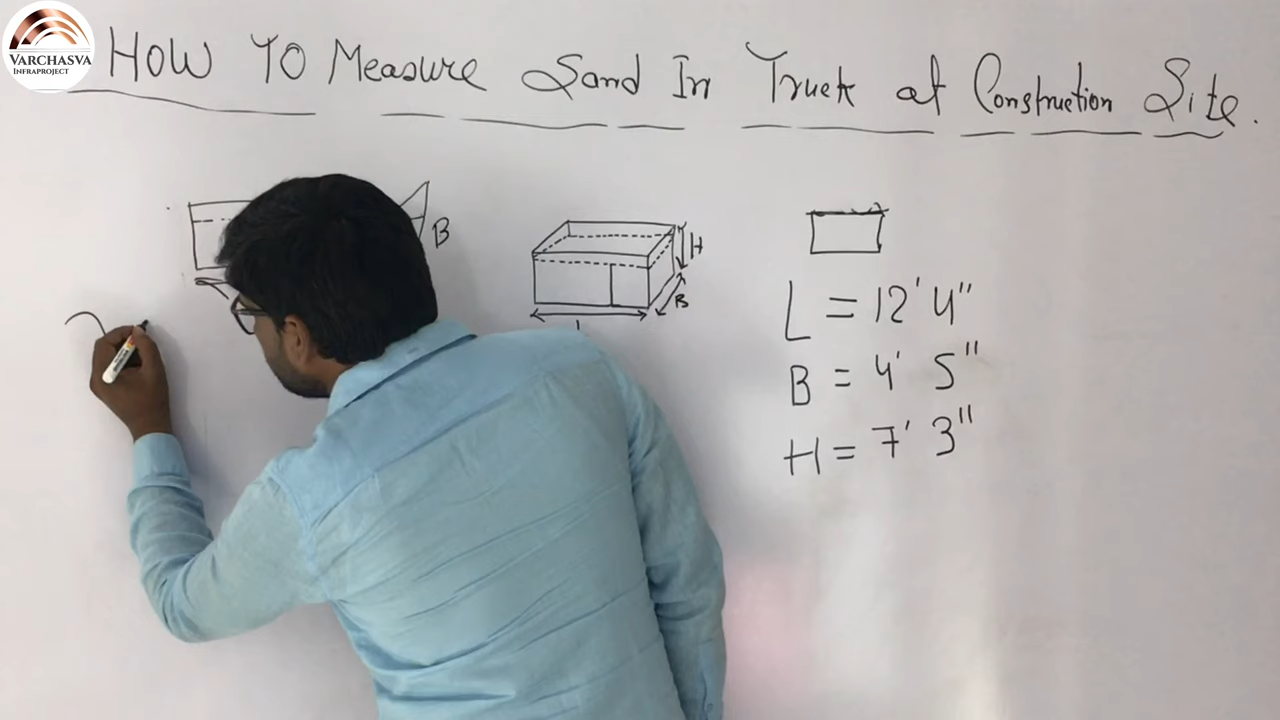 VARCHASVA
INFRAPROJECT
HOW TO Measure Sand In Truck at Construction Site.
B
H
B
L = 12' 4"
B = 4' 5"
H = 7' 3"